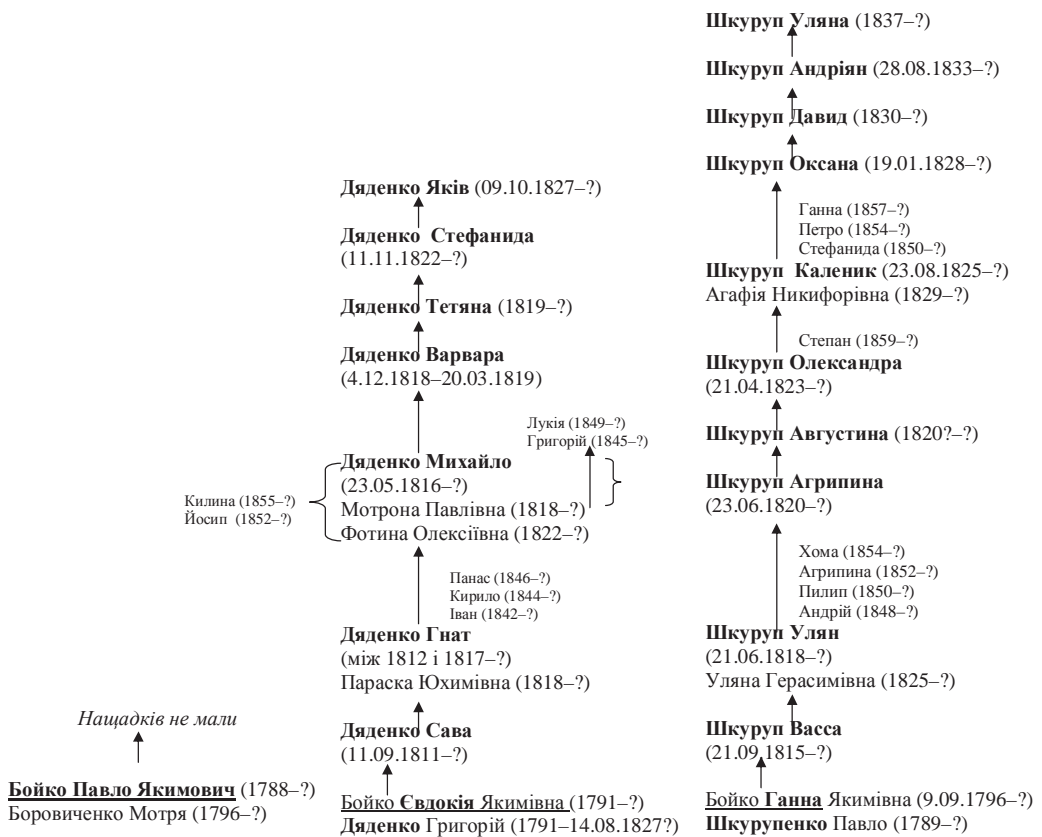 Шкуруп Уляна (1837–?)
Шкуруп Андріян (28.08.1833–?)
Шкуруп Давид (1830–?)
Шкуруп Оксана (19.01.1828–?)
Ганна (1857–?)
Петро (1854–?)
Стефанида (1850–?)
Шкуруп Каленик (23.08.1825–?)
Агафія Никифорівна (1829–?)
Степан (1859–?)
Шкуруп Олександра
(21.04.1823–?)
Шкуруп Августина (1820?–?)
Шкуруп Агрипина
(23.06.1820–?)
Хома (1854–?)
Агрипина (1852–?)
Пилип (1850–?)
Андрій (1848–?)
Шкуруп Улян
(21.06.1818–?)
Уляна Герасимівна (1825–?)
Шкуруп Васса
(21.09.1815–?)
Бойко Ганна Якимівна (9.09.1796–?)
Шкурупенко Павло (1789–?)
Дяденко Яків (09.10.1827–?)
Дяденко Стефанида
(11.11.1822–?)
Дяденко Тетяна (1819–?)
Дяденко Варвара
(4.12.1818–20.03.1819)
Лукія (1849–?)
Григорій (1845–?)
Дяденко Михайло
(23.05.1816–?)
Мотрона Павлівна (1818–?)
Фотина Олексіївна (1822–?)
Килина (1855–?)
Йосип (1852–?)
Панас (1846–?)
Кирило (1844–?)
Іван (1842–?)
Дяденко Гнат
(між 1812 і 1817–?)
Параска Юхимівна (1818–?)
Дяденко Сава
(11.09.1811–?)
Бойко Євдокія Якимівна (1791–?)
Дяденко Григорій (1791–14.08.1827?)
Нащадків не мали
Бойко Павло Якимович (1788–?)
Боровиченко Мотря (1796–?)